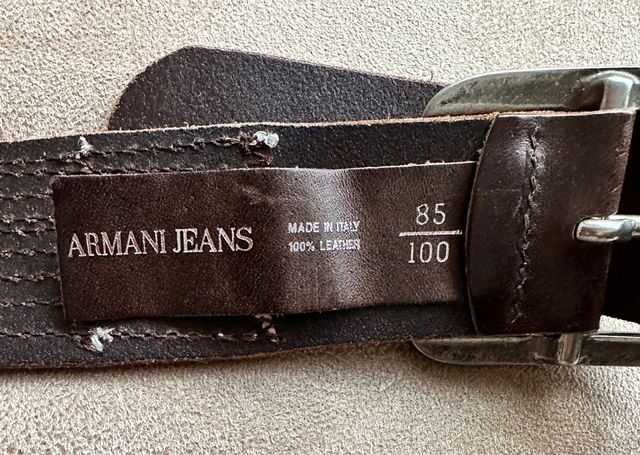 ARMANI JEANS
MADE IN ITALY
100% LEATHER
85
100